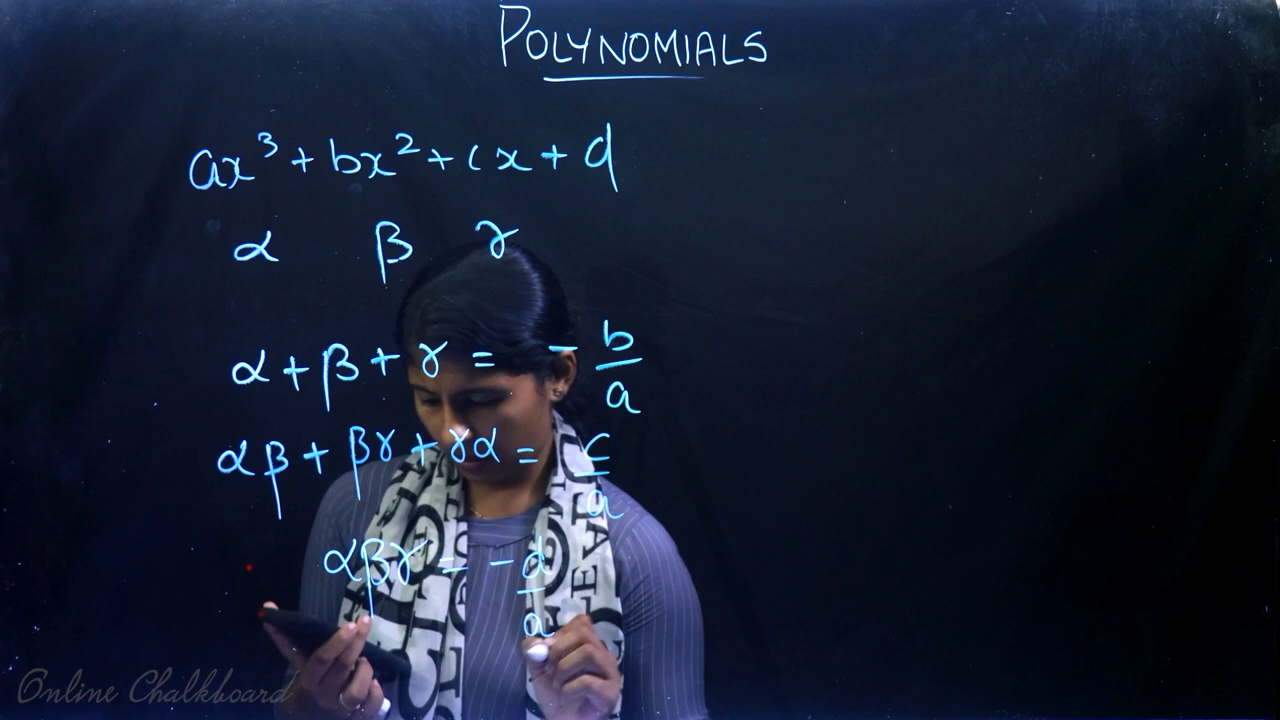 POLYNOMIALS
ax³ + bx² + cx + d
α β γ
α + β + γ = - b/a
αβ + βγ + γα = c/a
αβγ = - d/a
Online Chalkboard